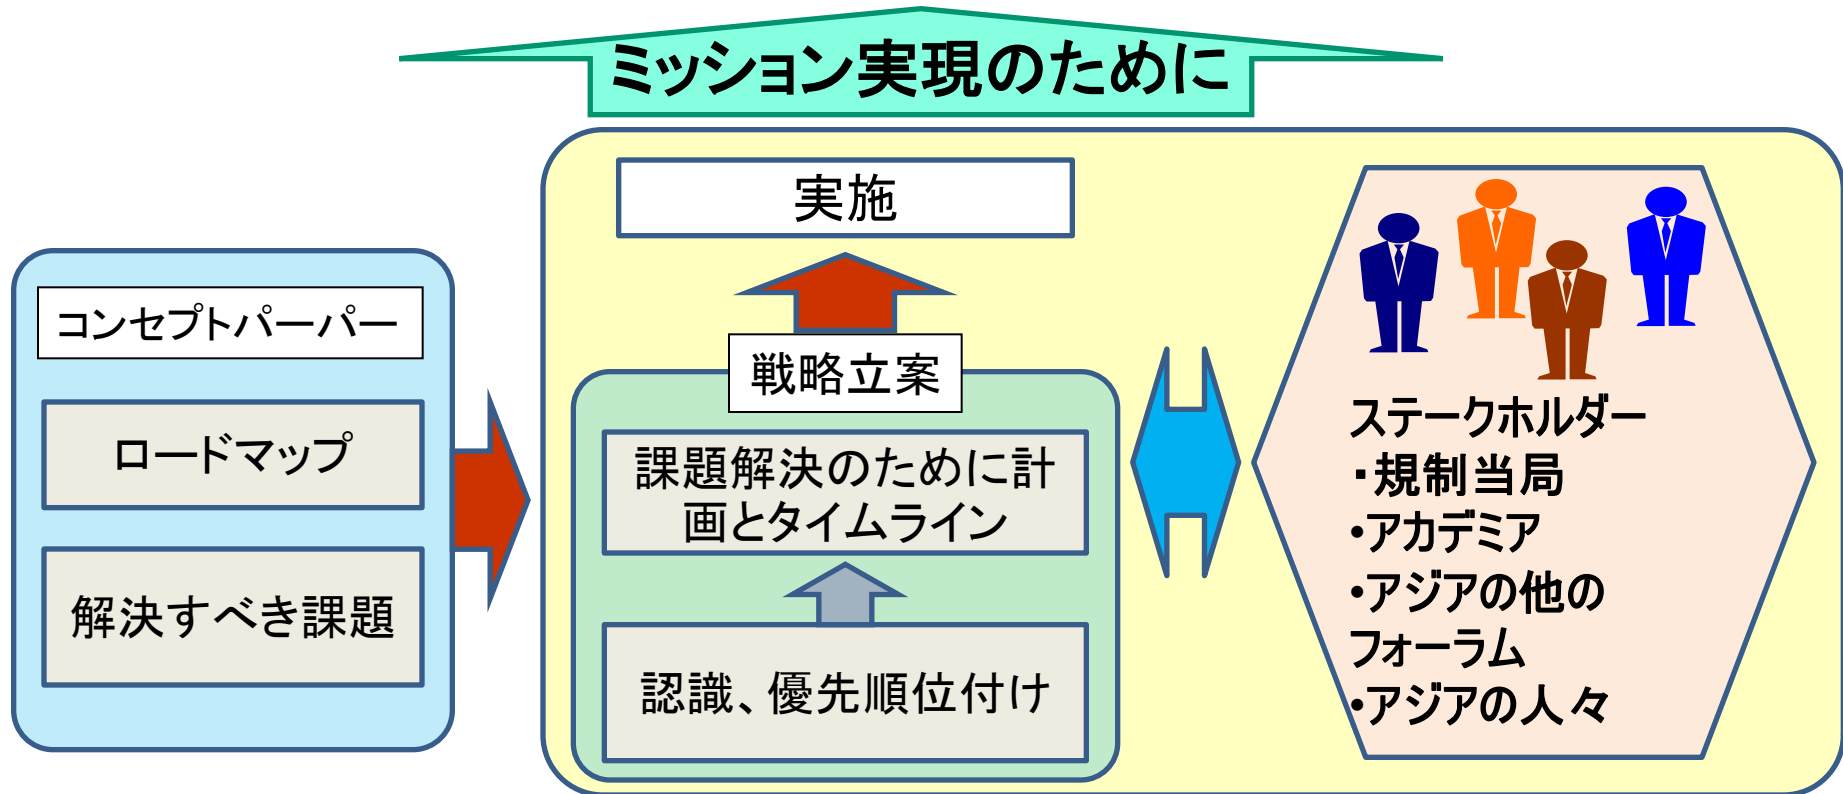 ミッション実現のために
コンセプトパーパー
ロードマップ
解決すべき課題
実施
戦略立案
課題解決のために計
画とタイムライン
認識、優先順位付け
ステークホルダー
・規制当局
•アカデミア
•アジアの他の
フォーラム
•アジアの人々